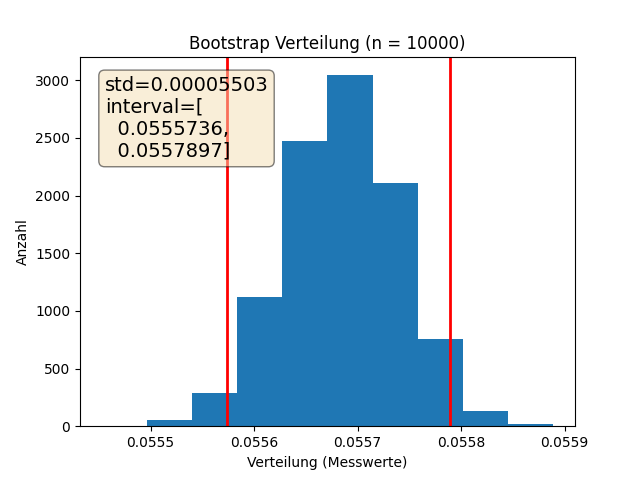 Bootstrap Verteilung (n = 10000)
std=0.00005503
interval=[
0.0555736,
0.0557897]
3000
2500
2000
1500
1000
500
0
Anzahl
0.0555 0.0556 0.0557 0.0558 0.0559
Verteilung (Messwerte)